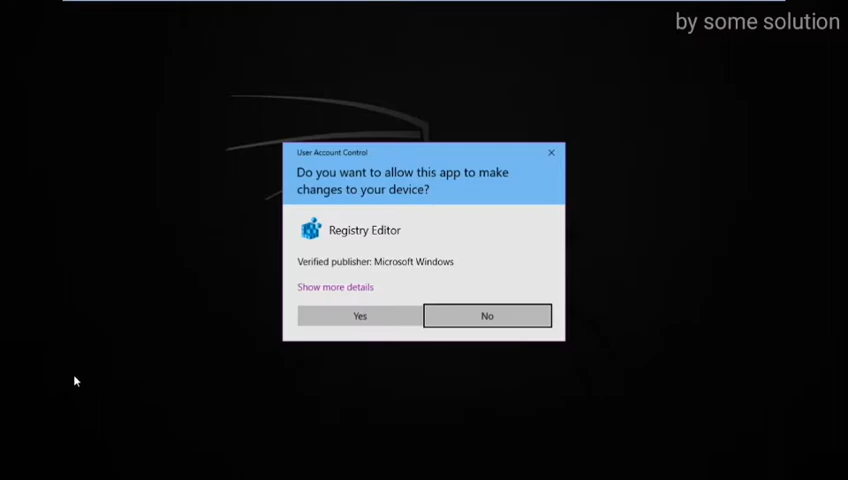 by some solution
User Account Control
Do you want to allow this app to make
changes to your device?
Registry Editor
Verified publisher: Microsoft Windows
Show more details
Yes
No